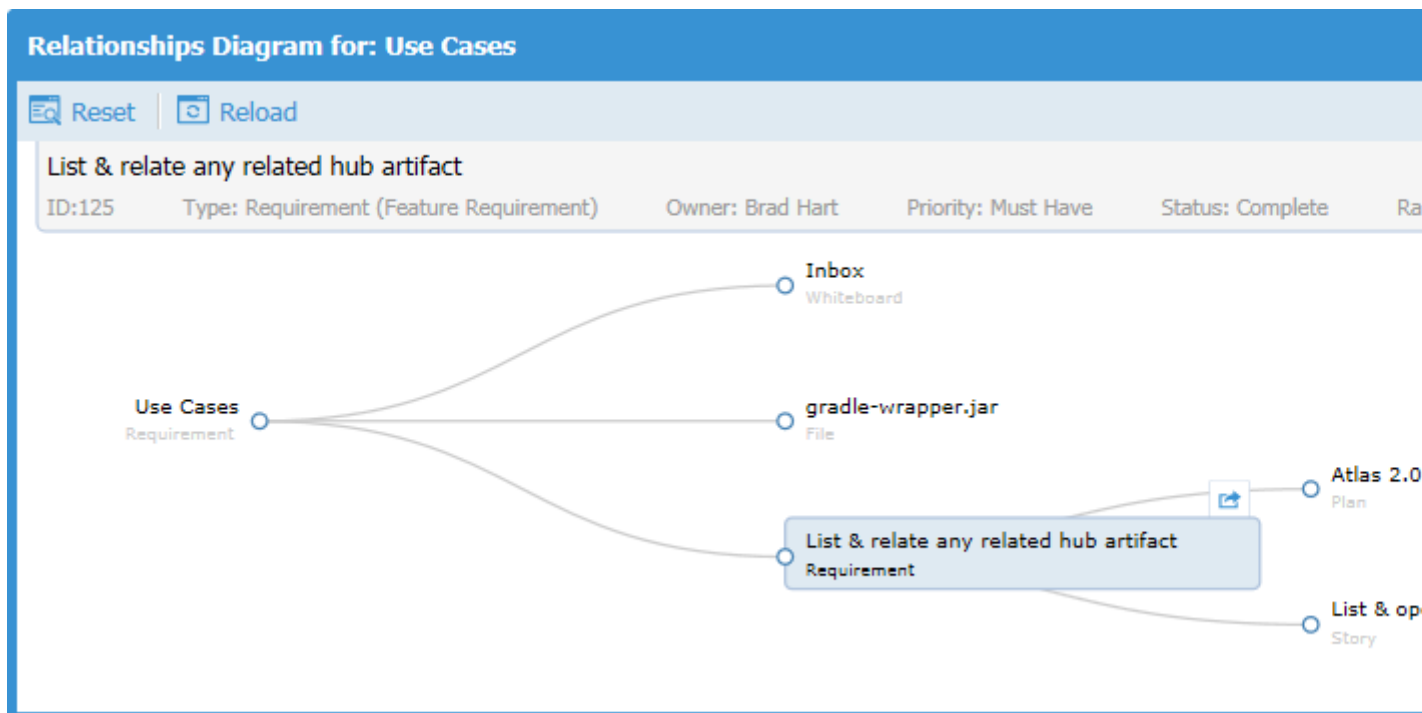 Relationships Diagram for: Use Cases
Reset Reload
List & relate any related hub artifact
ID:125 Type: Requirement (Feature Requirement) Owner: Brad Hart Priority: Must Have Status: Complete Ra
Inbox
Whiteboard
Use Cases
Requirement
gradle-wrapper.jar
File
Atlas 2.0
Plan
List & relate any related hub artifact
Requirement
List & op
Story